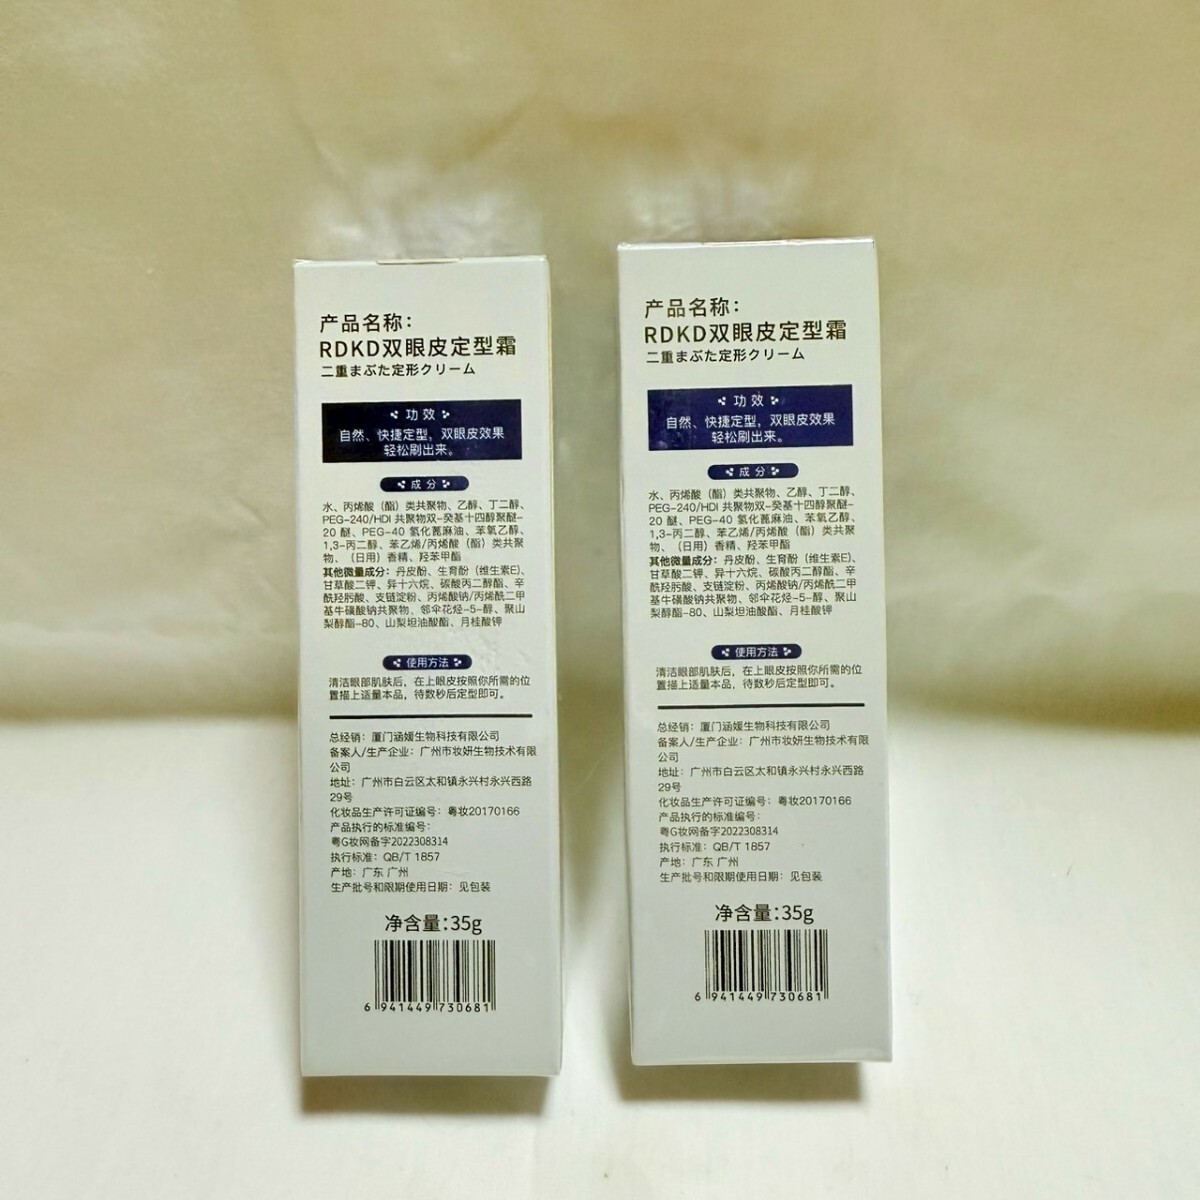 产品名称：
RDKD双眼皮定型霜
二重まぶた定形クリーム
功效
自然、快捷定型，双眼皮效果
轻松刷出来。
成分
水、丙烯酸（酯）类共聚物、乙醇、丁二醇、
PEG-240/HDI 共聚物双-癸基十四醇聚醚-
20 醚、PEG-40 氢化蓖麻油、苯氧乙醇、
1,3-丙二醇、苯乙烯/丙烯酸（酯）类共聚
物、（日用）香精、羟苯甲酯
其他微量成分：丹皮酚、生育酚（维生素E)、
甘草酸二钾、异十六烷、碳酸丙二醇酯、辛
酰羟肟酸、支链淀粉、丙烯酸钠/丙烯酰二甲
基牛磺酸钠共聚物、邻伞花烃-5-醇、聚山
梨醇酯-80、山梨坦油酸酯、月桂酸钾
使用方法
清洁眼部肌肤后，在上眼皮按照你所需的位
置描上适量本品，待数秒后定型即可。
总经销：厦门涵媛生物科技有限公司
备案人/生产企业：广州市妆妍生物技术有限
公司
地址：广州市白云区太和镇永兴村永兴西路
29号
化妆品生产许可证编号：粤妆20170166
产品执行的标准编号：
粤G妆网备字2022308314
执行标准：QB/T 1857
产地：广东 广州
生产批号和限期使用日期：见包装
净含量：35g
6 941449 730681
产品名称：
RDKD双眼皮定型霜
二重まぶた定形クリーム
功效
自然、快捷定型，双眼皮效果
轻松刷出来。
成分
水、丙烯酸（酯）类共聚物、乙醇、丁二醇、
PEG-240/HDI 共聚物双-癸基十四醇聚醚-
20 醚、PEG-40 氢化蓖麻油、苯氧乙醇、
1,3-丙二醇、苯乙烯/丙烯酸（酯）类共聚
物、（日用）香精、羟苯甲酯
其他微量成分：丹皮酚、生育酚（维生素E)、
甘草酸二钾、异十六烷、碳酸丙二醇酯、辛
酰羟肟酸、支链淀粉、丙烯酸钠/丙烯酰二甲
基牛磺酸钠共聚物、邻伞花烃-5-醇、聚山
梨醇酯-80、山梨坦油酸酯、月桂酸钾
使用方法
清洁眼部肌肤后，在上眼皮按照你所需的位
置描上适量本品，待数秒后定型即可。
总经销：厦门涵媛生物科技有限公司
备案人/生产企业：广州市妆妍生物技术有限
公司
地址：广州市白云区太和镇永兴村永兴西路
29号
化妆品生产许可证编号：粤妆20170166
产品执行的标准编号：
粤G妆网备字2022308314
执行标准：QB/T 1857
产地：广东 广州
生产批号和限期使用日期：见包装
净含量：35g
6 941449 730681